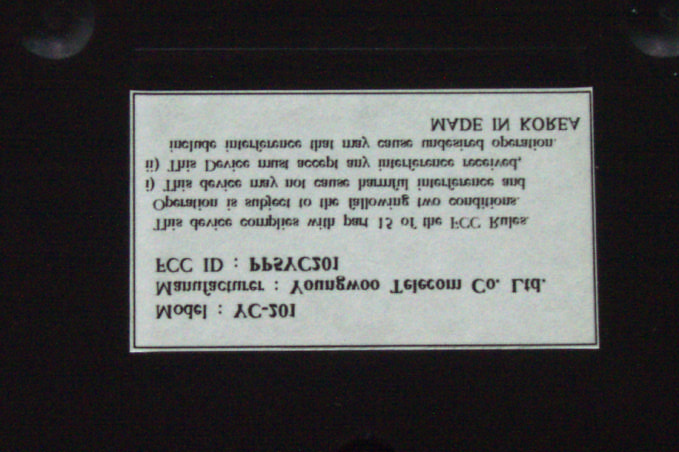 Model : YC-201
Manufacturer : Youngwoo Telecom Co. Ltd.
FCC ID : PP5YC201
This device complies with part 15 of the FCC Rules.
Operation is subject to the fallowing two conditions.
i) This device may not cause harmful interference and
ii) This Device must accept any interference received,
include interference that may cause undesired operation.
MADE IN KOREA